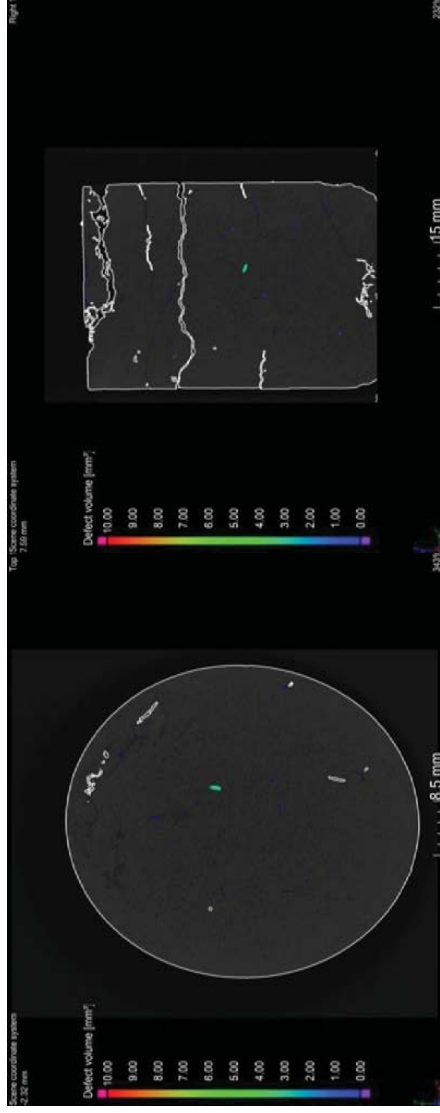 Scene coordinate system
-2.32 mm
Defect volume [mm³]
10.00
9.00
8.00
7.00
6.00
5.00
4.00
3.00
2.00
1.00
0.00
8.5 mm
Top
Scene coordinate system
7.59 mm
Defect volume [mm³]
10.00
9.00
8.00
7.00
6.00
5.00
4.00
3.00
2.00
1.00
0.00
15 mm
Right